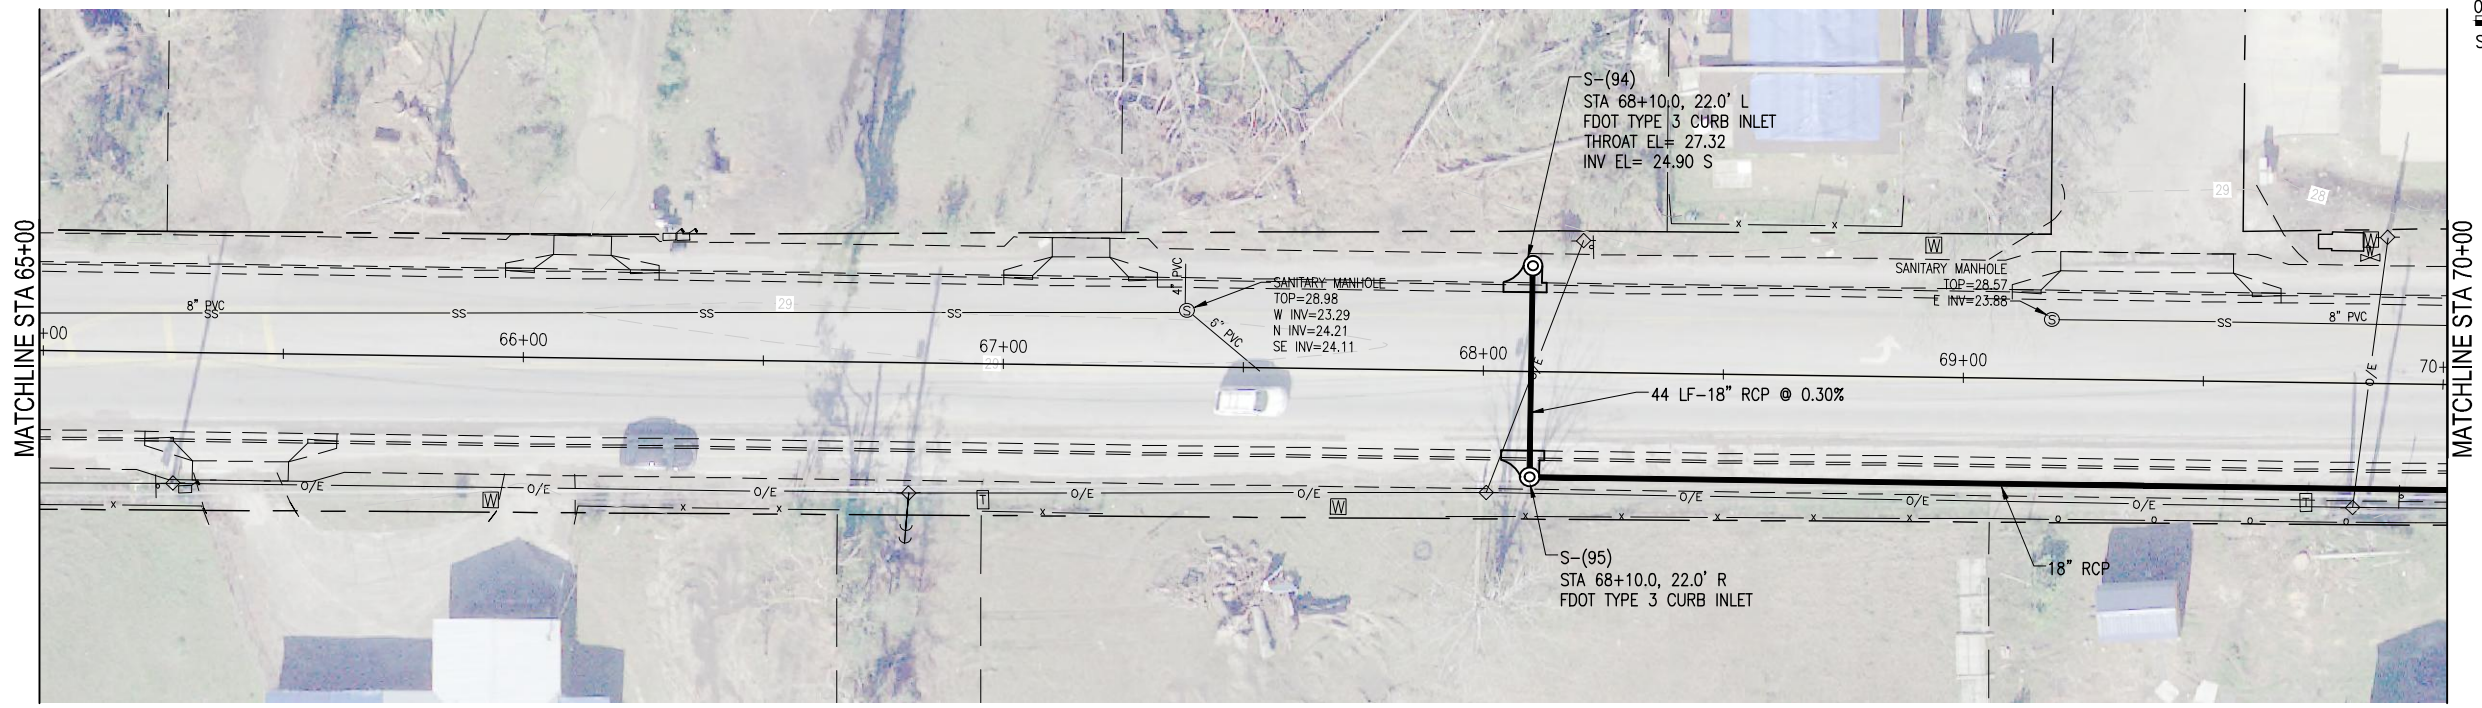 MATCHLINE STA 65+00
MATCHLINE STA 70+00
S-(94)
STA 68+10.0, 22.0' L
FDOT TYPE 3 CURB INLET
THROAT EL= 27.32
INV EL= 24.90 S
29
28
W
W
4" PVC
SANITARY MANHOLE
TOP=28.98
W INV=23.29
N INV=24.21
SE INV=24.11
SANITARY MANHOLE
TOP=28.57
E INV=23.88
8" PVC
SS
SS
SS
SS
29
S
6" PVC
S
SS
8" PVC
+00
66+00
67+00
68+00
69+00
70+
29
O/E
O/E
44 LF-18" RCP @ 0.30%
O/E
O/E
O/E
O/E
O/E
O/E
O/E
O/E
W
T
W
T
x
x
x
x
x
x
x
x
x
x
x
S-(95)
STA 68+10.0, 22.0' R
FDOT TYPE 3 CURB INLET
18" RCP